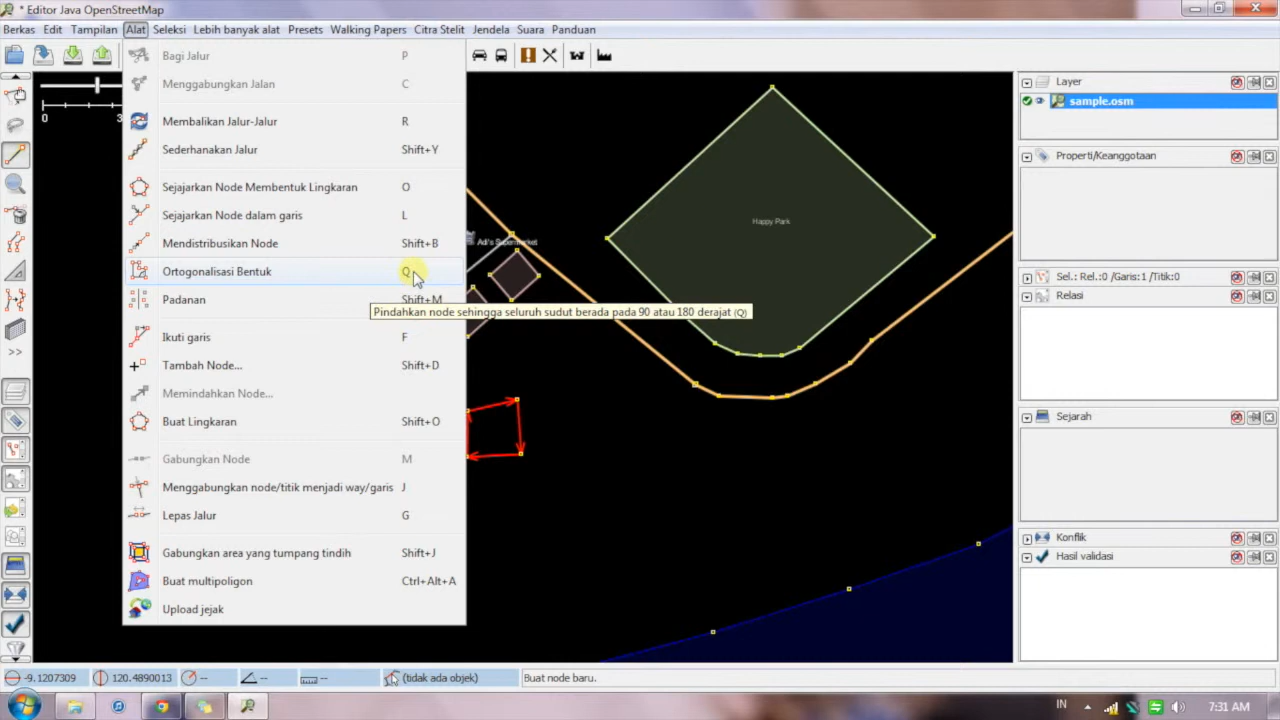 * Editor Java OpenStreetMap
Berkas Edit Tampilan Alat Seleksi Lebih banyak alat Presets Walking Papers Citra Stelit Jendela Suara Panduan
Bagi Jalur P
Menggabungkan Jalan C
Membalikan Jalur-Jalur R
Sederhanakan Jalur Shift+Y
Sejajarkan Node Membentuk Lingkaran O
Sejajarkan Node dalam garis L
Mendistribusikan Node Shift+B
Ortogonalisasi Bentuk Q
Padanan Shift+M
Pindahkan node sehingga seluruh sudut berada pada 90 atau 180 derajat (Q)
Ikuti garis F
Tambah Node... Shift+D
Memindahkan Node...
Buat Lingkaran Shift+O
Gabungkan Node M
Menggabungkan node/titik menjadi way/garis J
Lepas Jalur G
Gabungkan area yang tumpang tindih Shift+J
Buat multipoligon Ctrl+Alt+A
Upload jejak
0 3
>>
Happy Park
Adi's Supermarket
Layer
sample.osm
Properti/Keanggotaan
Sel.: Rel.:0 /Garis:1 /Titik:0
Relasi
Sejarah
Konflik
Hasil validasi
-9.1207309 120.4890013 -- -- -- (tidak ada objek) Buat node baru.
IN 7:31 AM